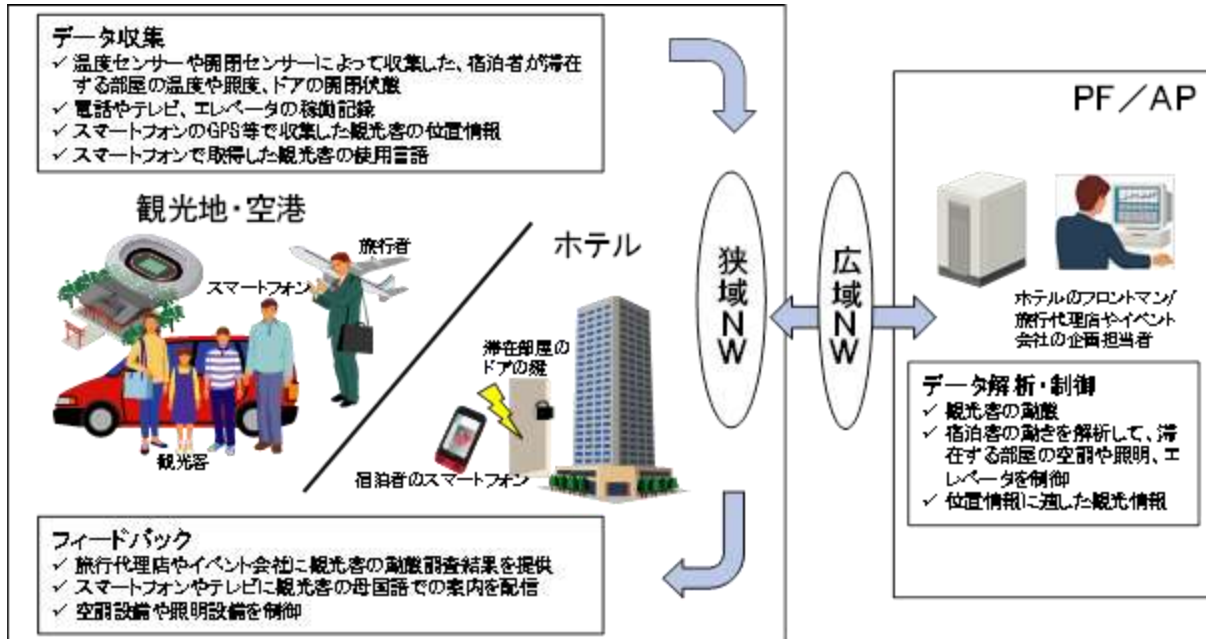 データ収集
✓ 温度センサーや開閉センサーによって収集した、宿泊者が滞在
する部屋の温度や照度、ドアの開閉状態
✓ 電話やテレビ、エレベータの稼働記録
✓ スマートフォンのGPS等で収集した観光客の位置情報
✓ スマートフォンで取得した観光客の使用言語
観光地・空港
旅行者
スマートフォン
観光客
ホテル
滞在部屋の
ドアの鍵
宿泊者のスマートフォン
狭域NW
広域NW
PF/AP
ホテルのフロントマン/
旅行代理店やイベント
会社の企画担当者
データ解析・制御
✓ 観光客の動態
✓ 宿泊客の動きを解析して、滞
在する部屋の空調や照明、エ
レベータを制御
✓ 位置情報に適した観光情報
フィードバック
✓ 旅行代理店やイベント会社に観光客の動態調査結果を提供
✓ スマートフォンやテレビに観光客の母国語での案内を配信
✓ 空調設備や照明設備を制御